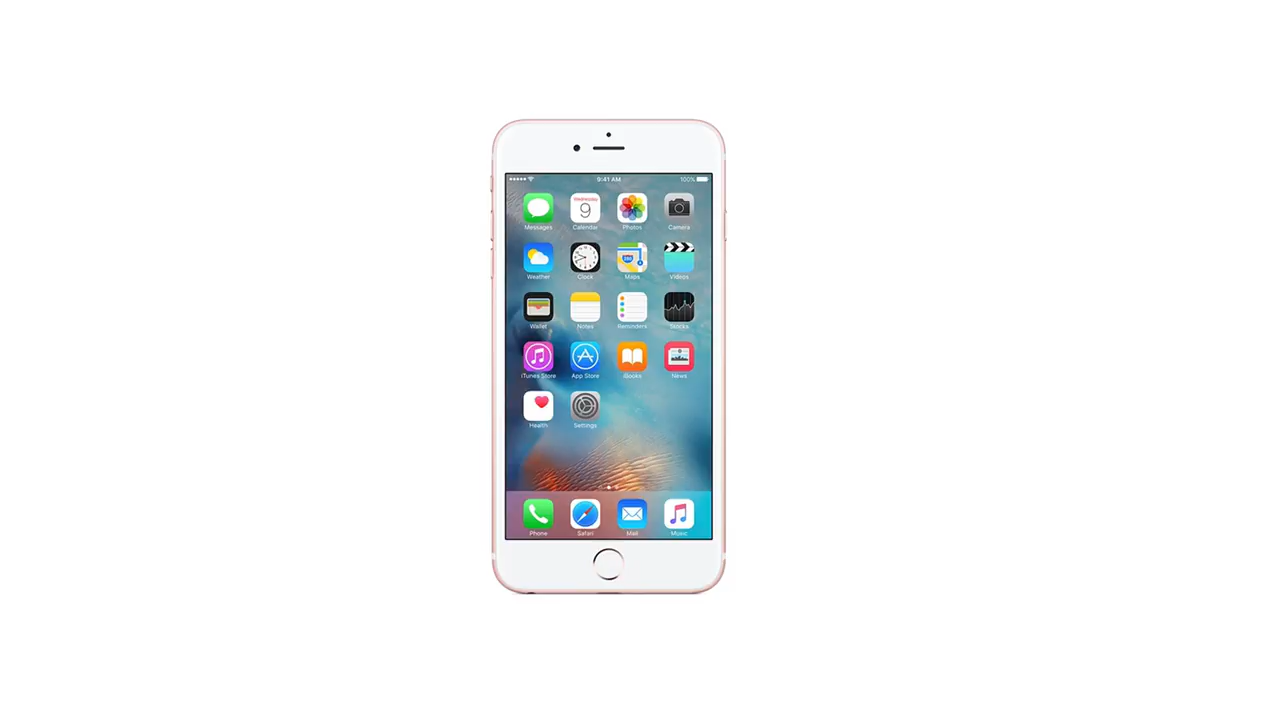 9:41 AM 100%
Wednesday
9
Messages Calendar Photos Camera
280
Weather Clock Maps Videos
Wallet Notes Reminders Stocks
iTunes Store App Store iBooks News
Health Settings
Phone Safari Mail Music